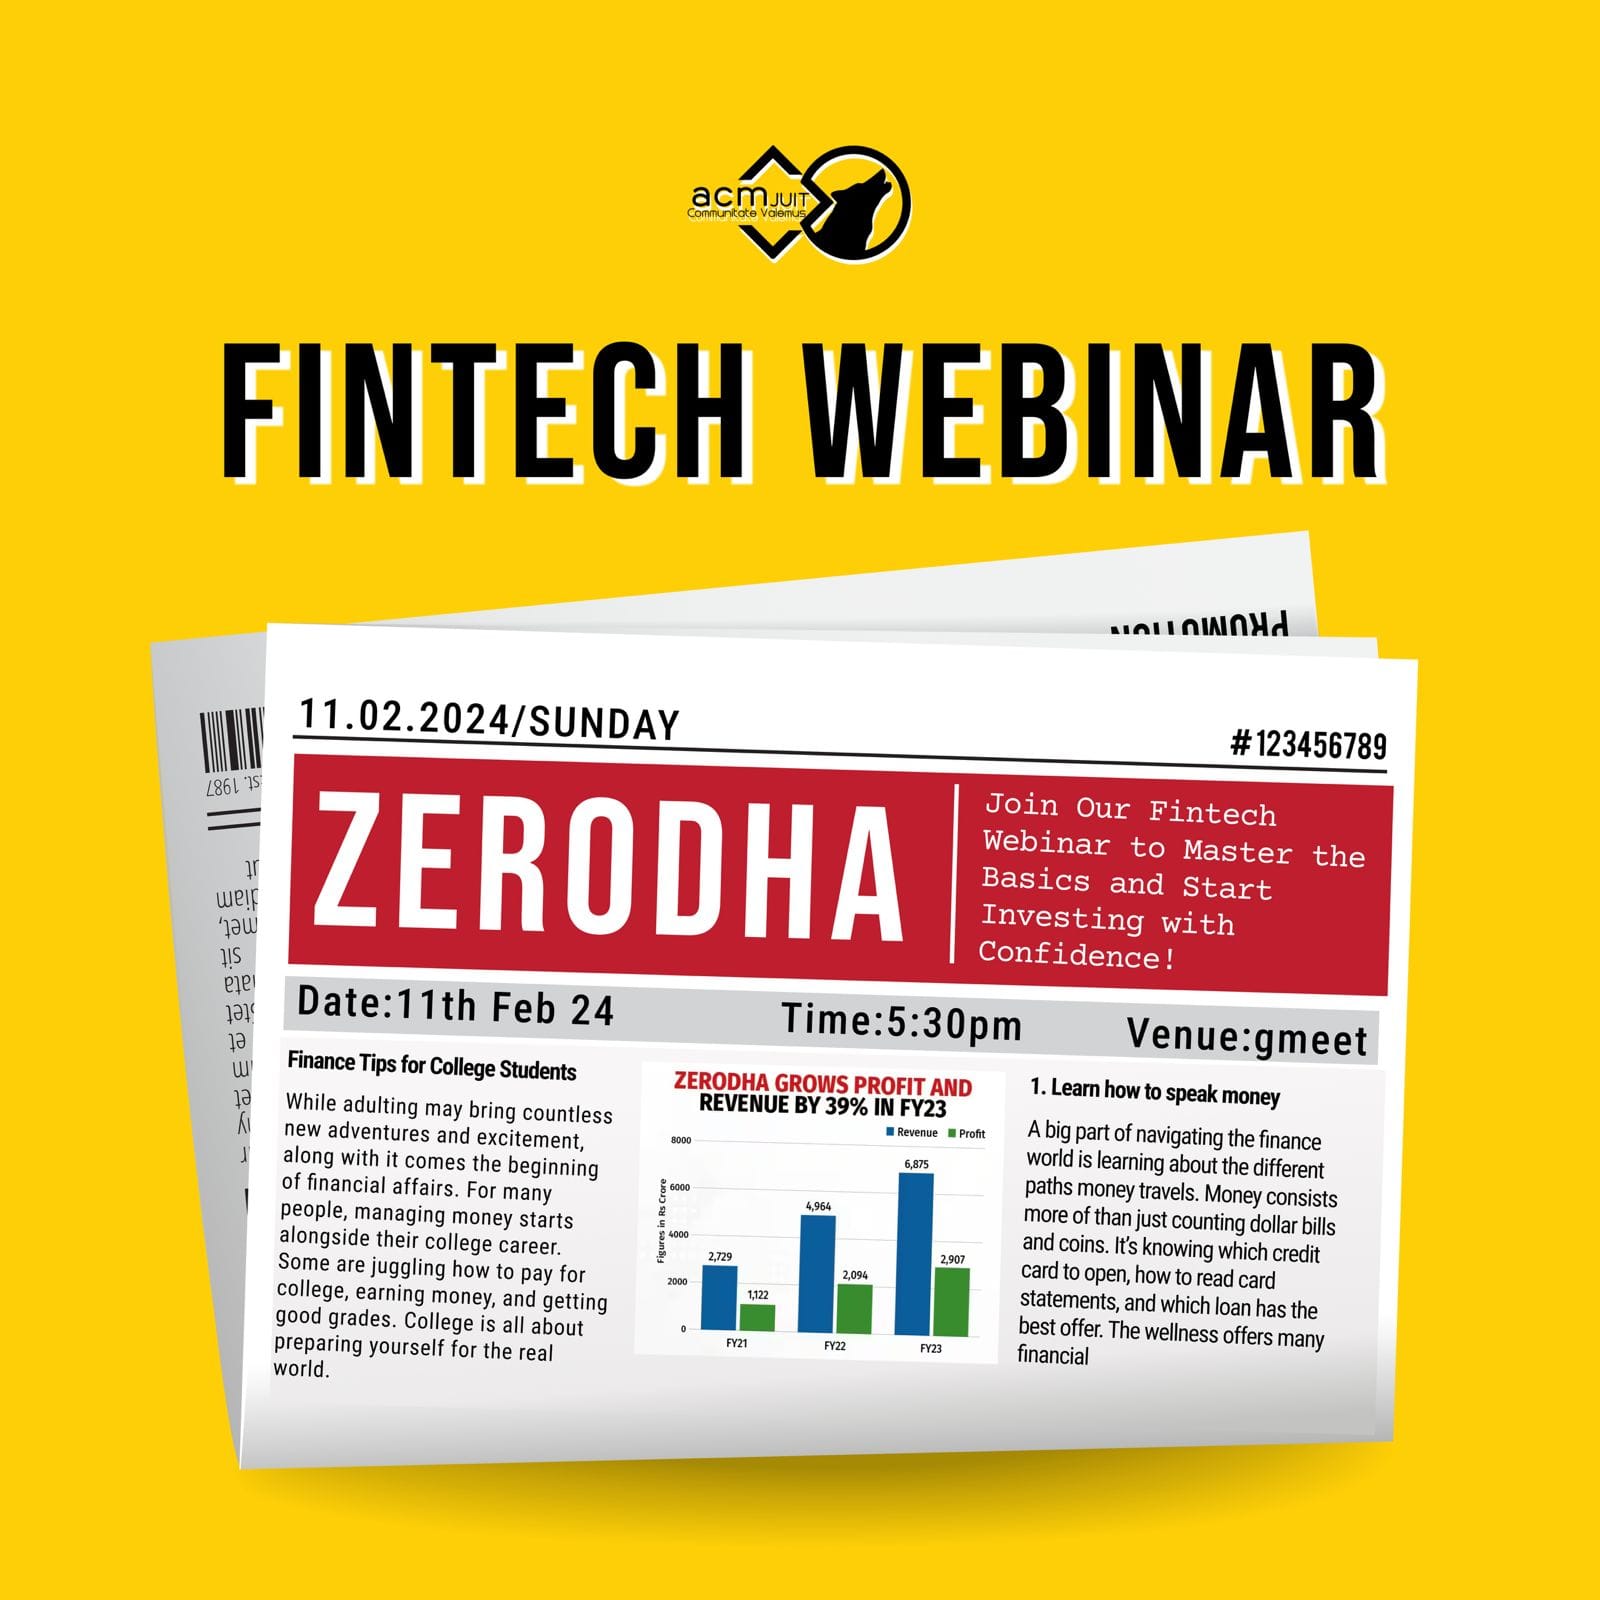 acm JUIT
Communitate Valemus
FINTECH WEBINAR
PROMOTION
11.02.2024/SUNDAY
#123456789
ZERODHA
Join Our Fintech
Webinar to Master the
Basics and Start
Investing with
Confidence!
Date:11th Feb 24
Time:5:30pm
Venue:gmeet
Finance Tips for College Students
While adulting may bring countless
new adventures and excitement,
along with it comes the beginning
of financial affairs. For many
people, managing money starts
alongside their college career.
Some are juggling how to pay for
college, earning money, and getting
good grades. College is all about
preparing yourself for the real
world.
ZERODHA GROWS PROFIT AND
REVENUE BY 39% IN FY23
Revenue Profit
Figures in Rs Crore
8000
6000
4000
2000
0
2,729
1,122
4,964
2,094
6,875
2,907
FY21
FY22
FY23
1. Learn how to speak money
A big part of navigating the finance
world is learning about the different
paths money travels. Money consists
more of than just counting dollar bills
and coins. It's knowing which credit
card to open, how to read card
statements, and which loan has the
best offer. The wellness offers many
financial
est. 1987
diam
met,
sit
et